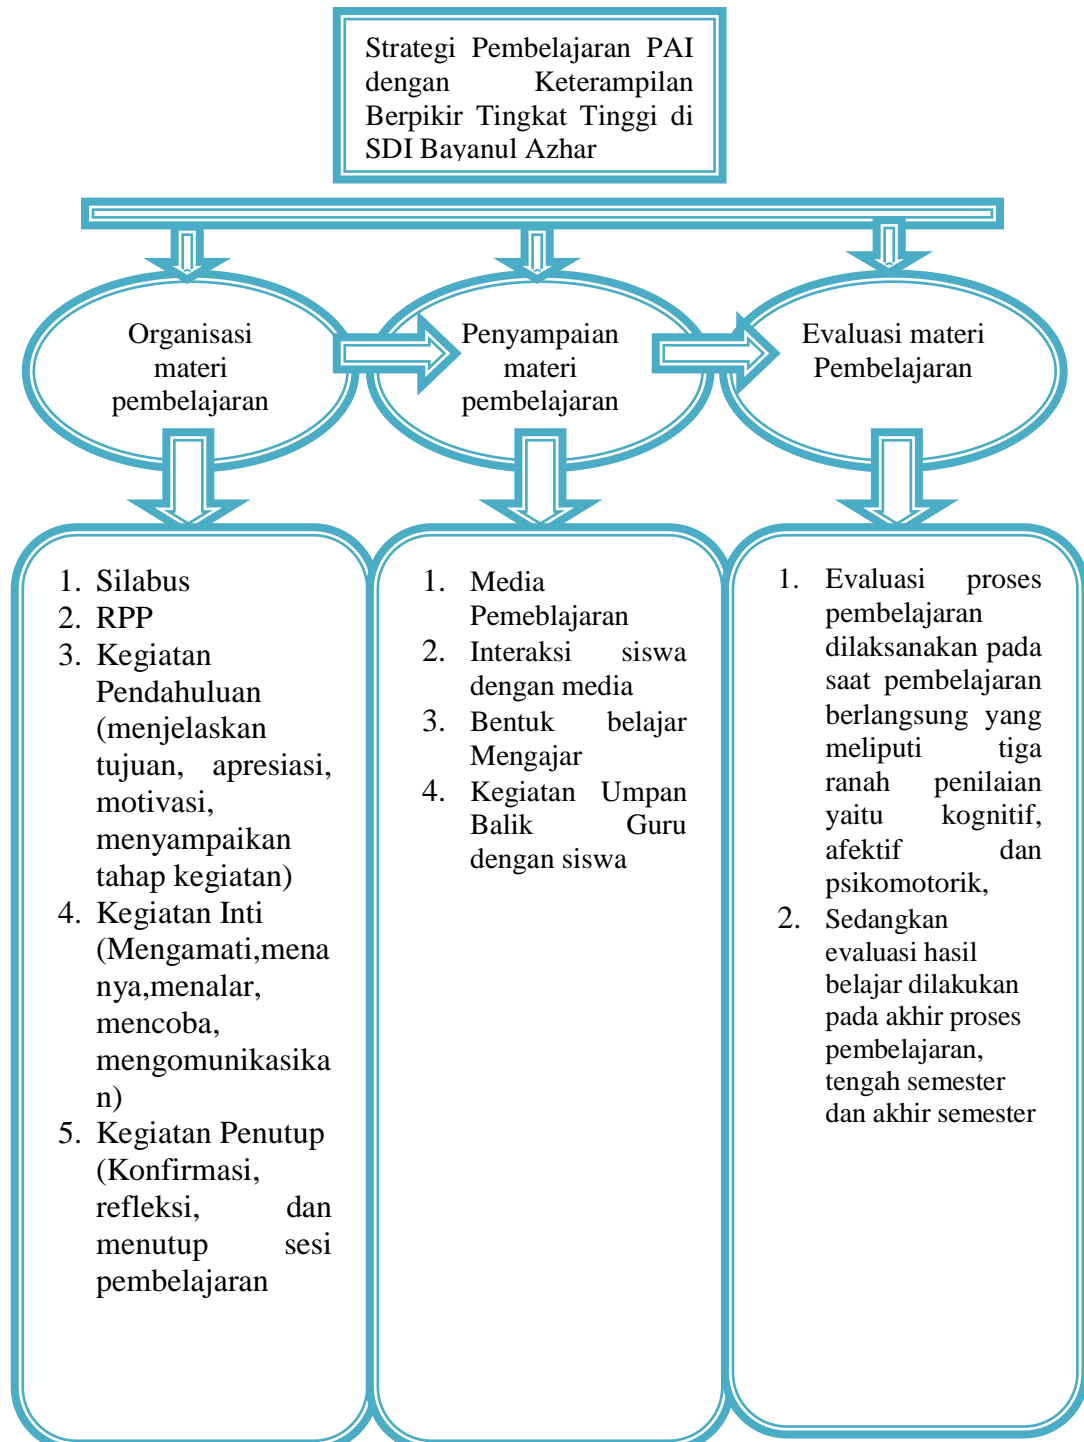 Strategi Pembelajaran PAI
dengan Keterampilan
Berpikir Tingkat Tinggi di
SDI Bayanul Azhar
Organisasi
materi
pembelajaran
Penyampaian
materi
pembelajaran
Evaluasi materi
Pembelajaran
1. Silabus
2. RPP
3. Kegiatan
Pendahuluan
(menjelaskan
tujuan, apresiasi,
motivasi,
menyampaikan
tahap kegiatan)
4. Kegiatan Inti
(Mengamati,mena
nya,menalar,
mencoba,
mengomunikasika
n)
5. Kegiatan Penutup
(Konfirmasi,
refleksi, dan
menutup sesi
pembelajaran
1. Media
Pemeblajaran
2. Interaksi siswa
dengan media
3. Bentuk belajar
Mengajar
4. Kegiatan Umpan
Balik Guru
dengan siswa
1. Evaluasi proses
pembelajaran
dilaksanakan pada
saat pembelajaran
berlangsung yang
meliputi tiga
ranah penilaian
yaitu kognitif,
afektif dan
psikomotorik,
2. Sedangkan
evaluasi hasil
belajar dilakukan
pada akhir proses
pembelajaran,
tengah semester
dan akhir semester